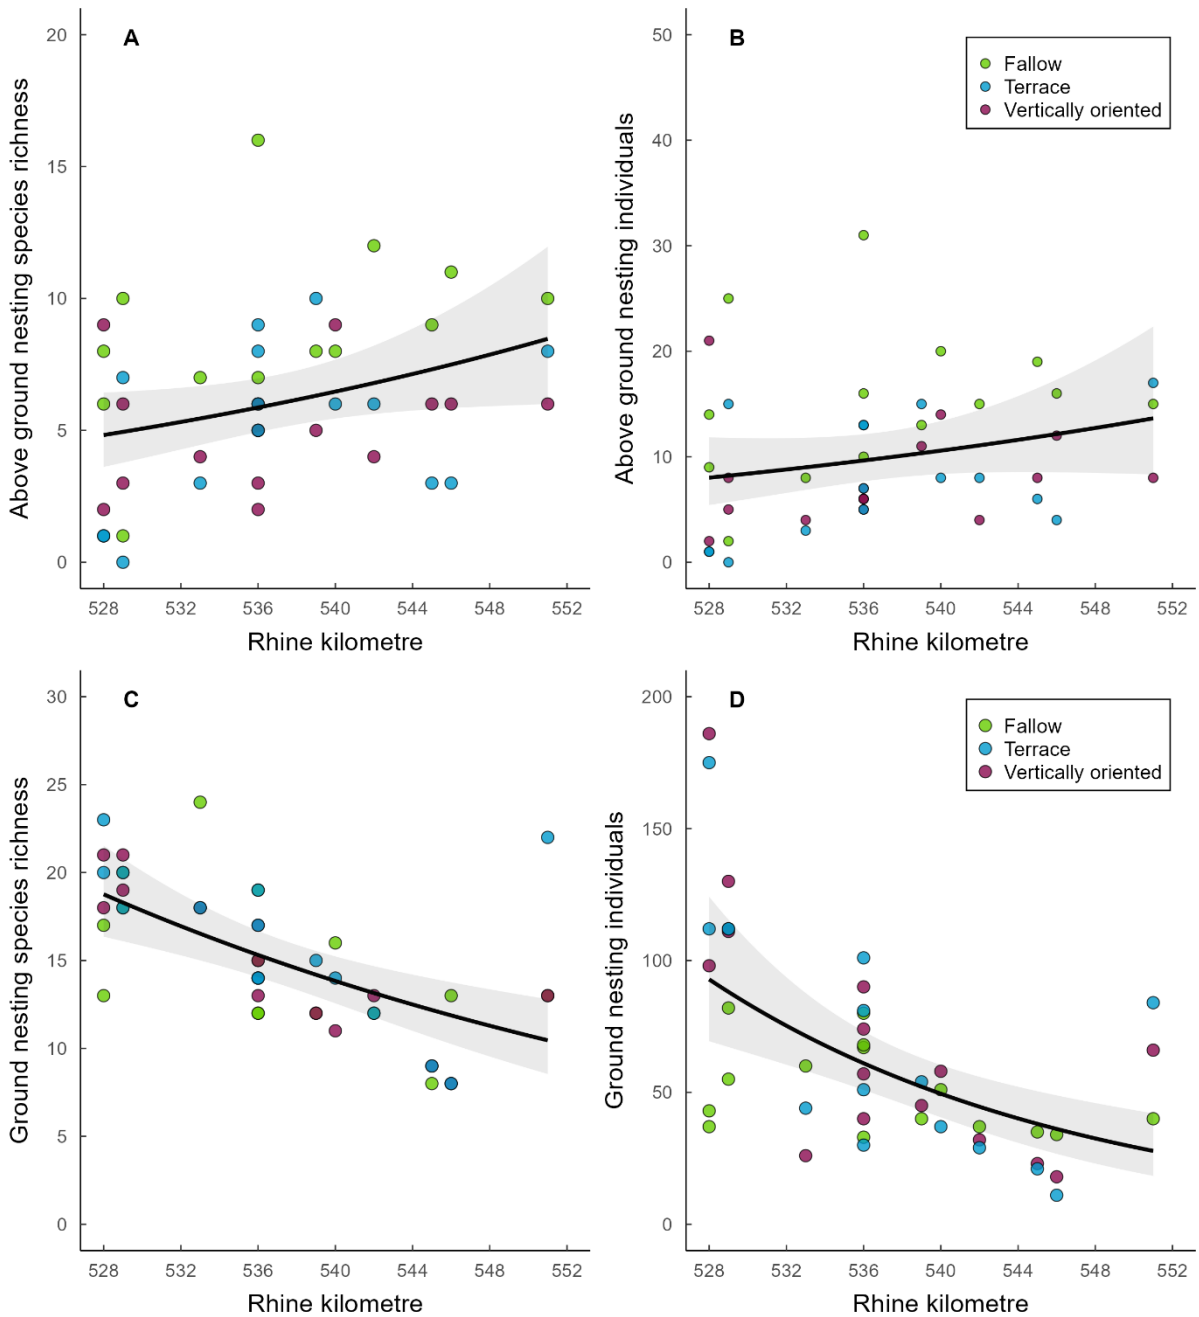 A
Above ground nesting species richness
20
15
10
5
0
528 532 536 540 544 548 552
Rhine kilometre
B
Above ground nesting individuals
50
40
30
20
10
0
Fallow
Terrace
Vertically oriented
528 532 536 540 544 548 552
Rhine kilometre
C
Ground nesting species richness
30
25
20
15
10
5
0
528 532 536 540 544 548 552
Rhine kilometre
D
Ground nesting individuals
200
150
100
50
0
Fallow
Terrace
Vertically oriented
528 532 536 540 544 548 552
Rhine kilometre